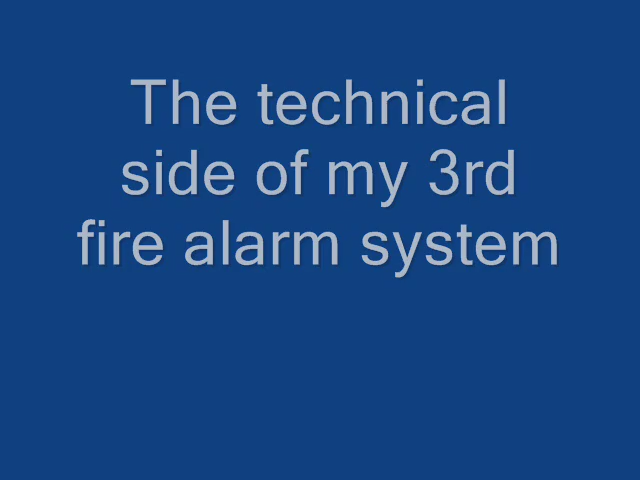 The technical
side of my 3rd
fire alarm system